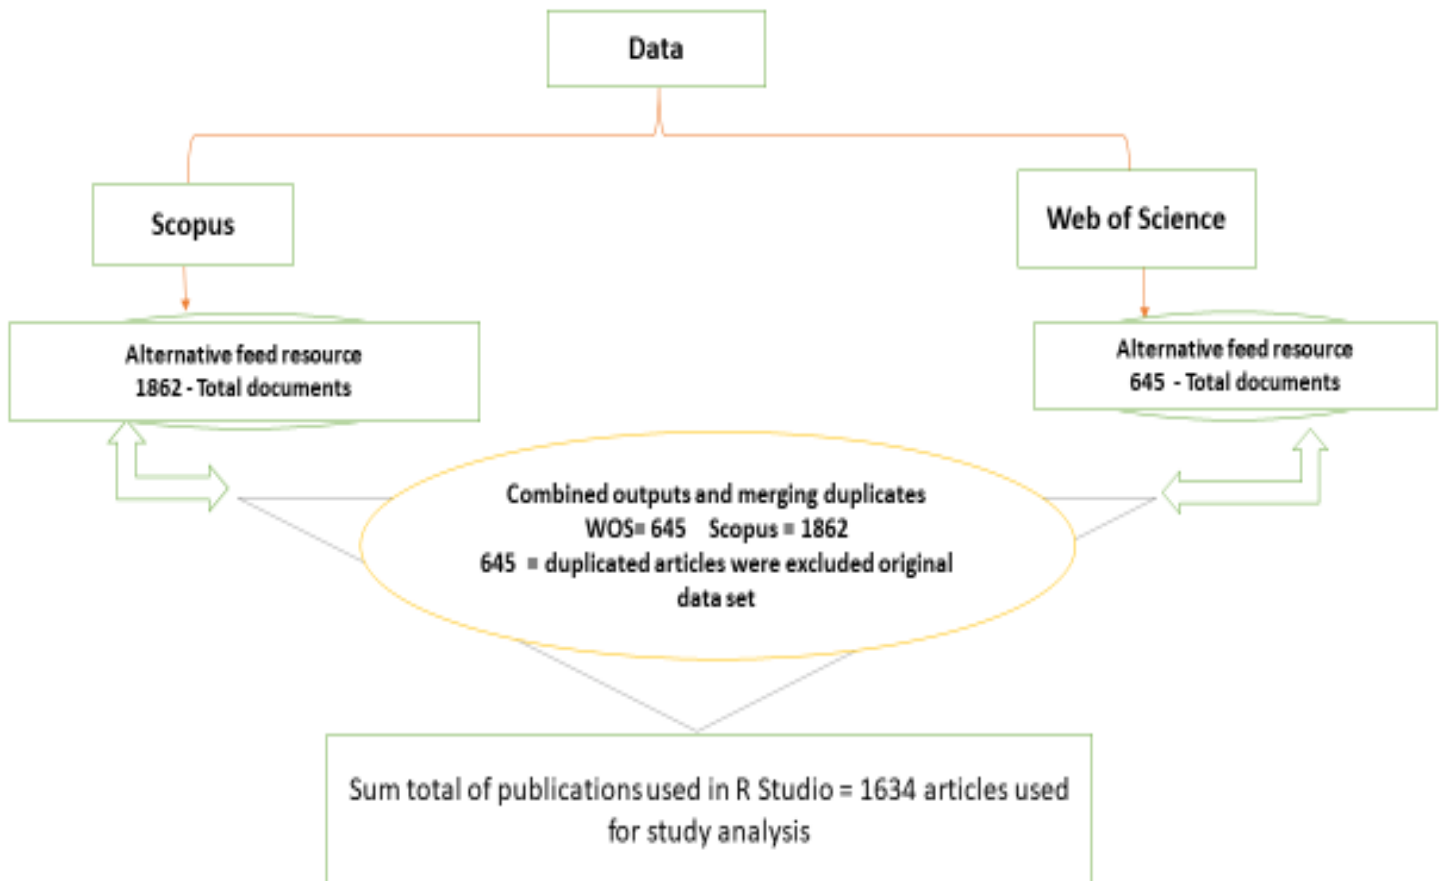 Data
Scopus
Web of Science
Alternative feed resource
1862 - Total documents
Alternative feed resource
645 - Total documents
Combined outputs and merging duplicates
WOS= 645 Scopus = 1862
645 = duplicated articles were excluded original
data set
Sum total of publications used in R Studio = 1634 articles used
for study analysis